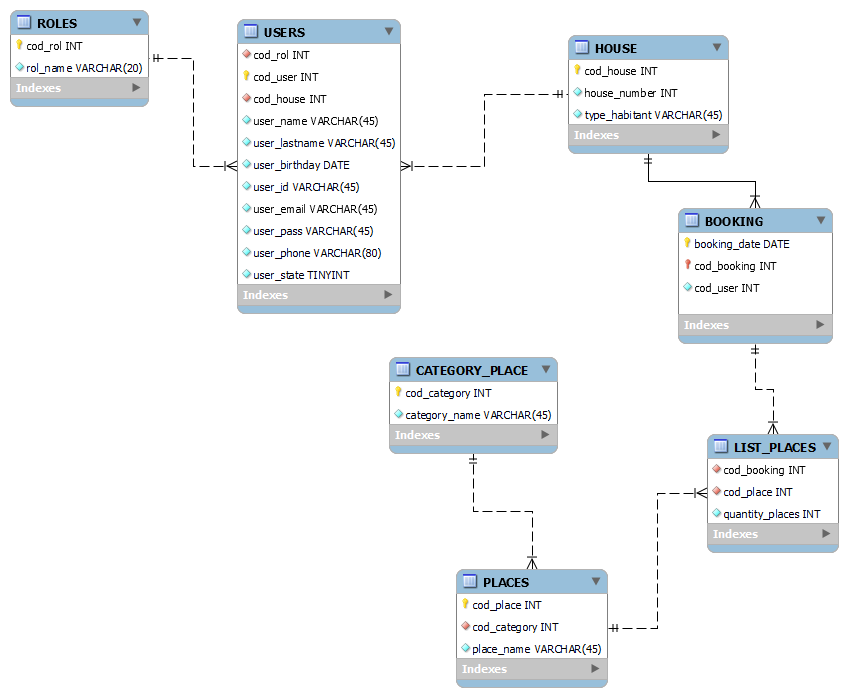 ROLES
cod_rol INT
rol_name VARCHAR(20)
Indexes
USERS
cod_rol INT
cod_user INT
cod_house INT
user_name VARCHAR(45)
user_lastname VARCHAR(45)
user_birthday DATE
user_id VARCHAR(45)
user_email VARCHAR(45)
user_pass VARCHAR(45)
user_phone VARCHAR(80)
user_state TINYINT
Indexes
HOUSE
cod_house INT
house_number INT
type_habitant VARCHAR(45)
Indexes
BOOKING
booking_date DATE
cod_booking INT
cod_user INT
Indexes
CATEGORY_PLACE
cod_category INT
category_name VARCHAR(45)
Indexes
LIST_PLACES
cod_booking INT
cod_place INT
quantity_places INT
Indexes
PLACES
cod_place INT
cod_category INT
place_name VARCHAR(45)
Indexes